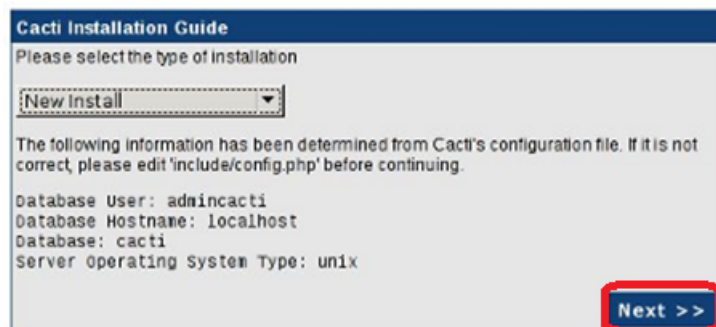 Cacti Installation Guide
Please select the type of installation
New Install
The following information has been determined from Cacti's configuration file. If it is not
correct, please edit 'include/config.php' before continuing.
Database User: admincacti
Database Hostname: localhost
Database: cacti
Server Operating System Type: unix
Next >>